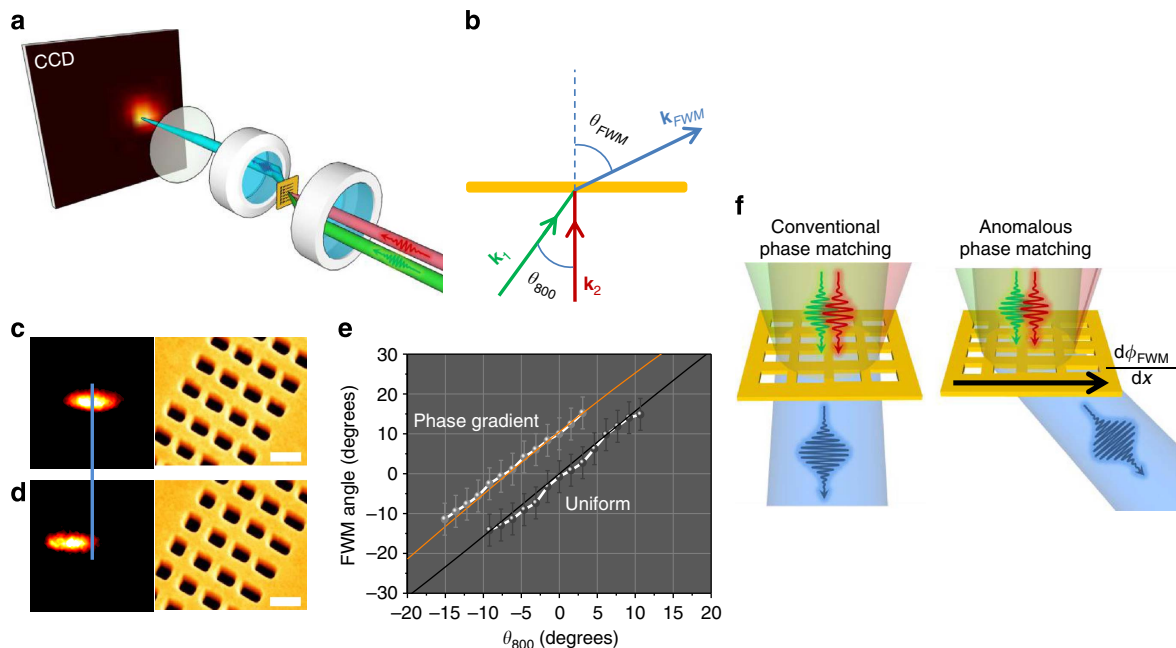 a
CCD
b
θFWM
kFWM
k1
θ800
k2
c
d
e
30
20
10
0
−10
−20
−30
FWM angle (degrees)
Phase gradient
Uniform
−20 −15 −10 −5 0 5 10 15 20
θ800 (degrees)
f
Conventional
phase matching
Anomalous
phase matching
dϕFWM
dx